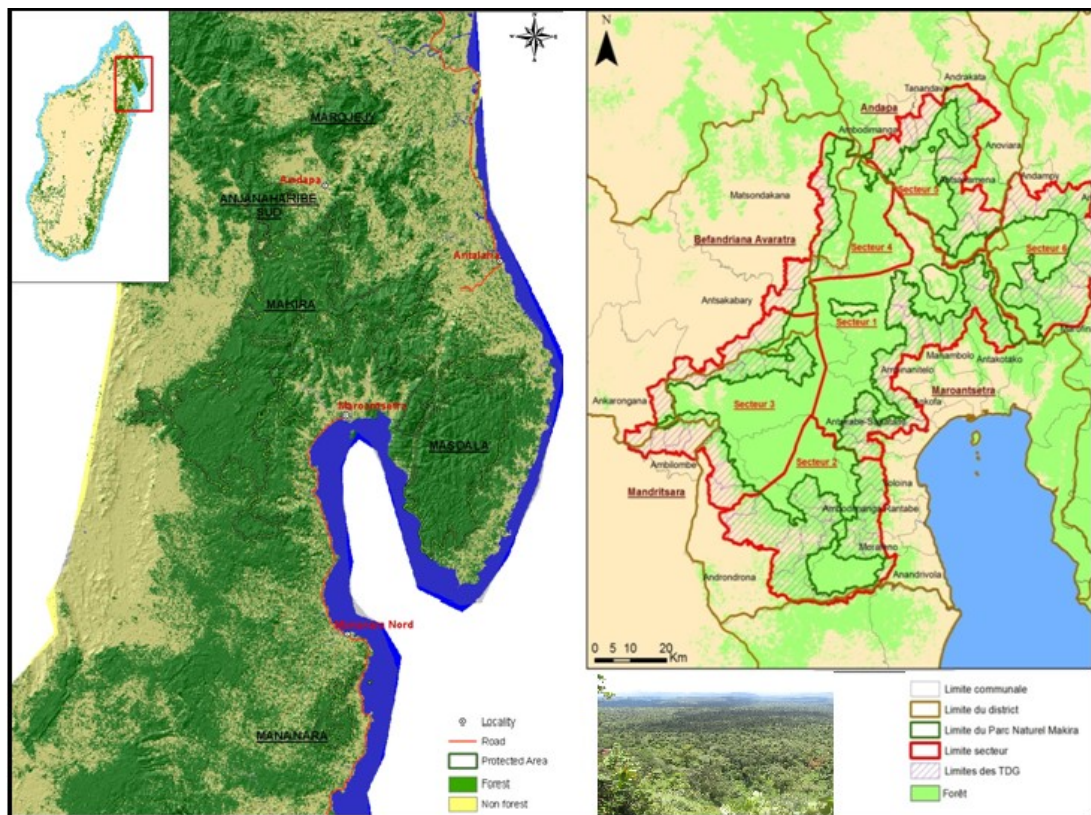 MAROJEJY
Andapa
ANJANAHARIBE
SUD
Antalaha
MAKIRA
Maroantsetra
MASOALA
Nord
MANANARA
Locality
Road
Protected Area
Forest
Non forest
N
Andrakata
Tanandava
Andapa
Ambodimanga
Anoviara
Andampy
Secteur 5
Matsondakana
Befandriana Avaratra
Secteur 4
Secteur 6
Antsakabary
Secteur 1
Mahambolo
Antakotako
Ambinanitelo
Maroantsetra
Ankarongana
Secteur 3
Ambilombe
Secteur 2
Mandritsara
Androndrona
Anandrivola
0 5 10 20
Km
Limite communale
Limite du district
Limite du Parc Naturel Makira
Limite secteur
Limites des TDG
Forêt